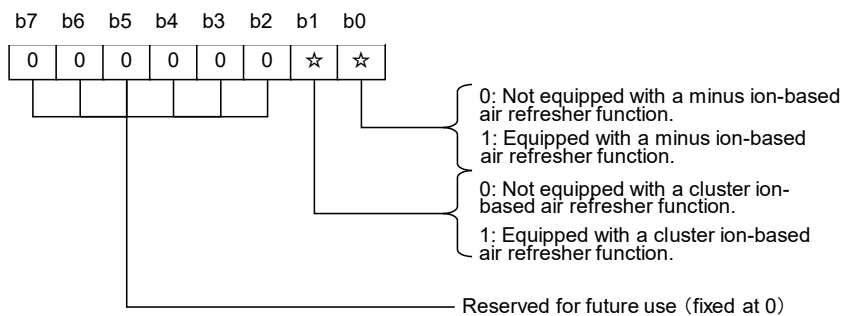 b7 b6 b5 b4 b3 b2 b1 b0
0 0 0 0 0 0 ☆ ☆
0: Not equipped with a minus ion-based
air refresher function.
1: Equipped with a minus ion-based
air refresher function.
0: Not equipped with a cluster ion-
based air refresher function.
1: Equipped with a cluster ion-based
air refresher function.
Reserved for future use（fixed at 0）